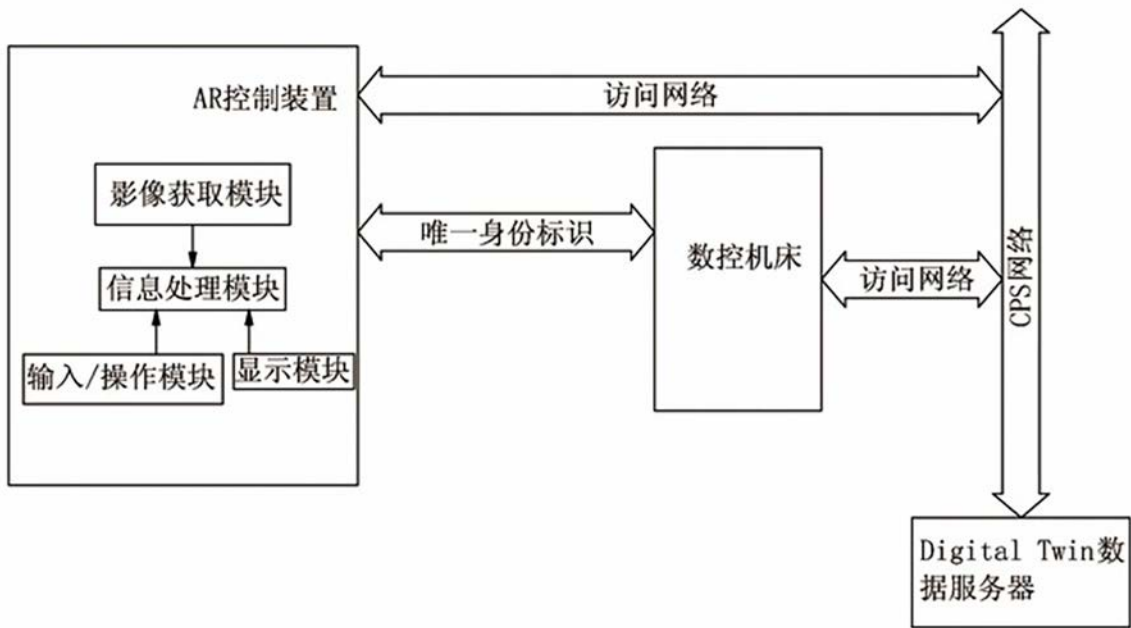 AR控制装置
访问网络
影像获取模块
唯一身份标识
数控机床
信息处理模块
访问网络
CPS网络
输入/操作模块
显示模块
Digital Twin数
据服务器